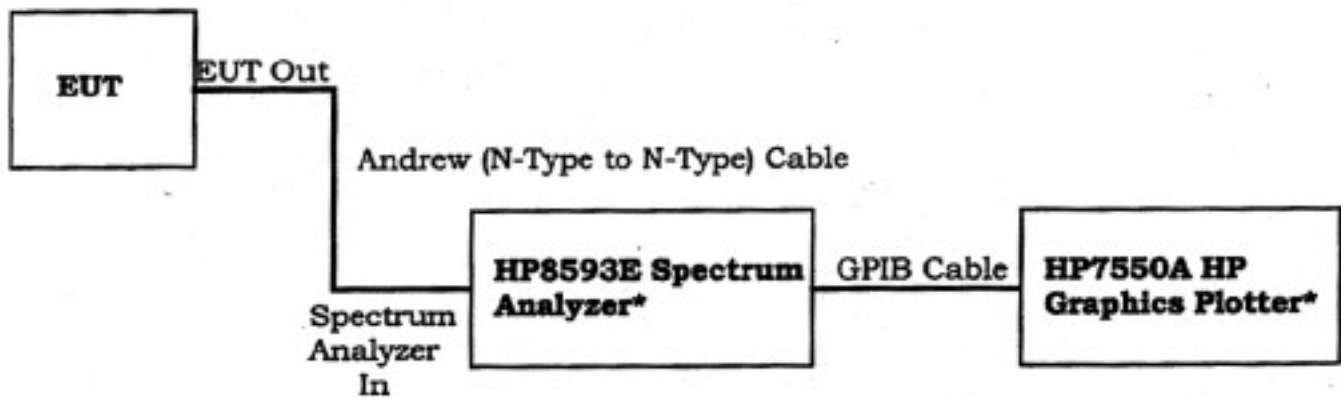 EUT
EUT Out
Andrew (N-Type to N-Type) Cable
Spectrum
Analyzer
In
HP8593E Spectrum
Analyzer*
GPIB Cable
HP7550A HP
Graphics Plotter*